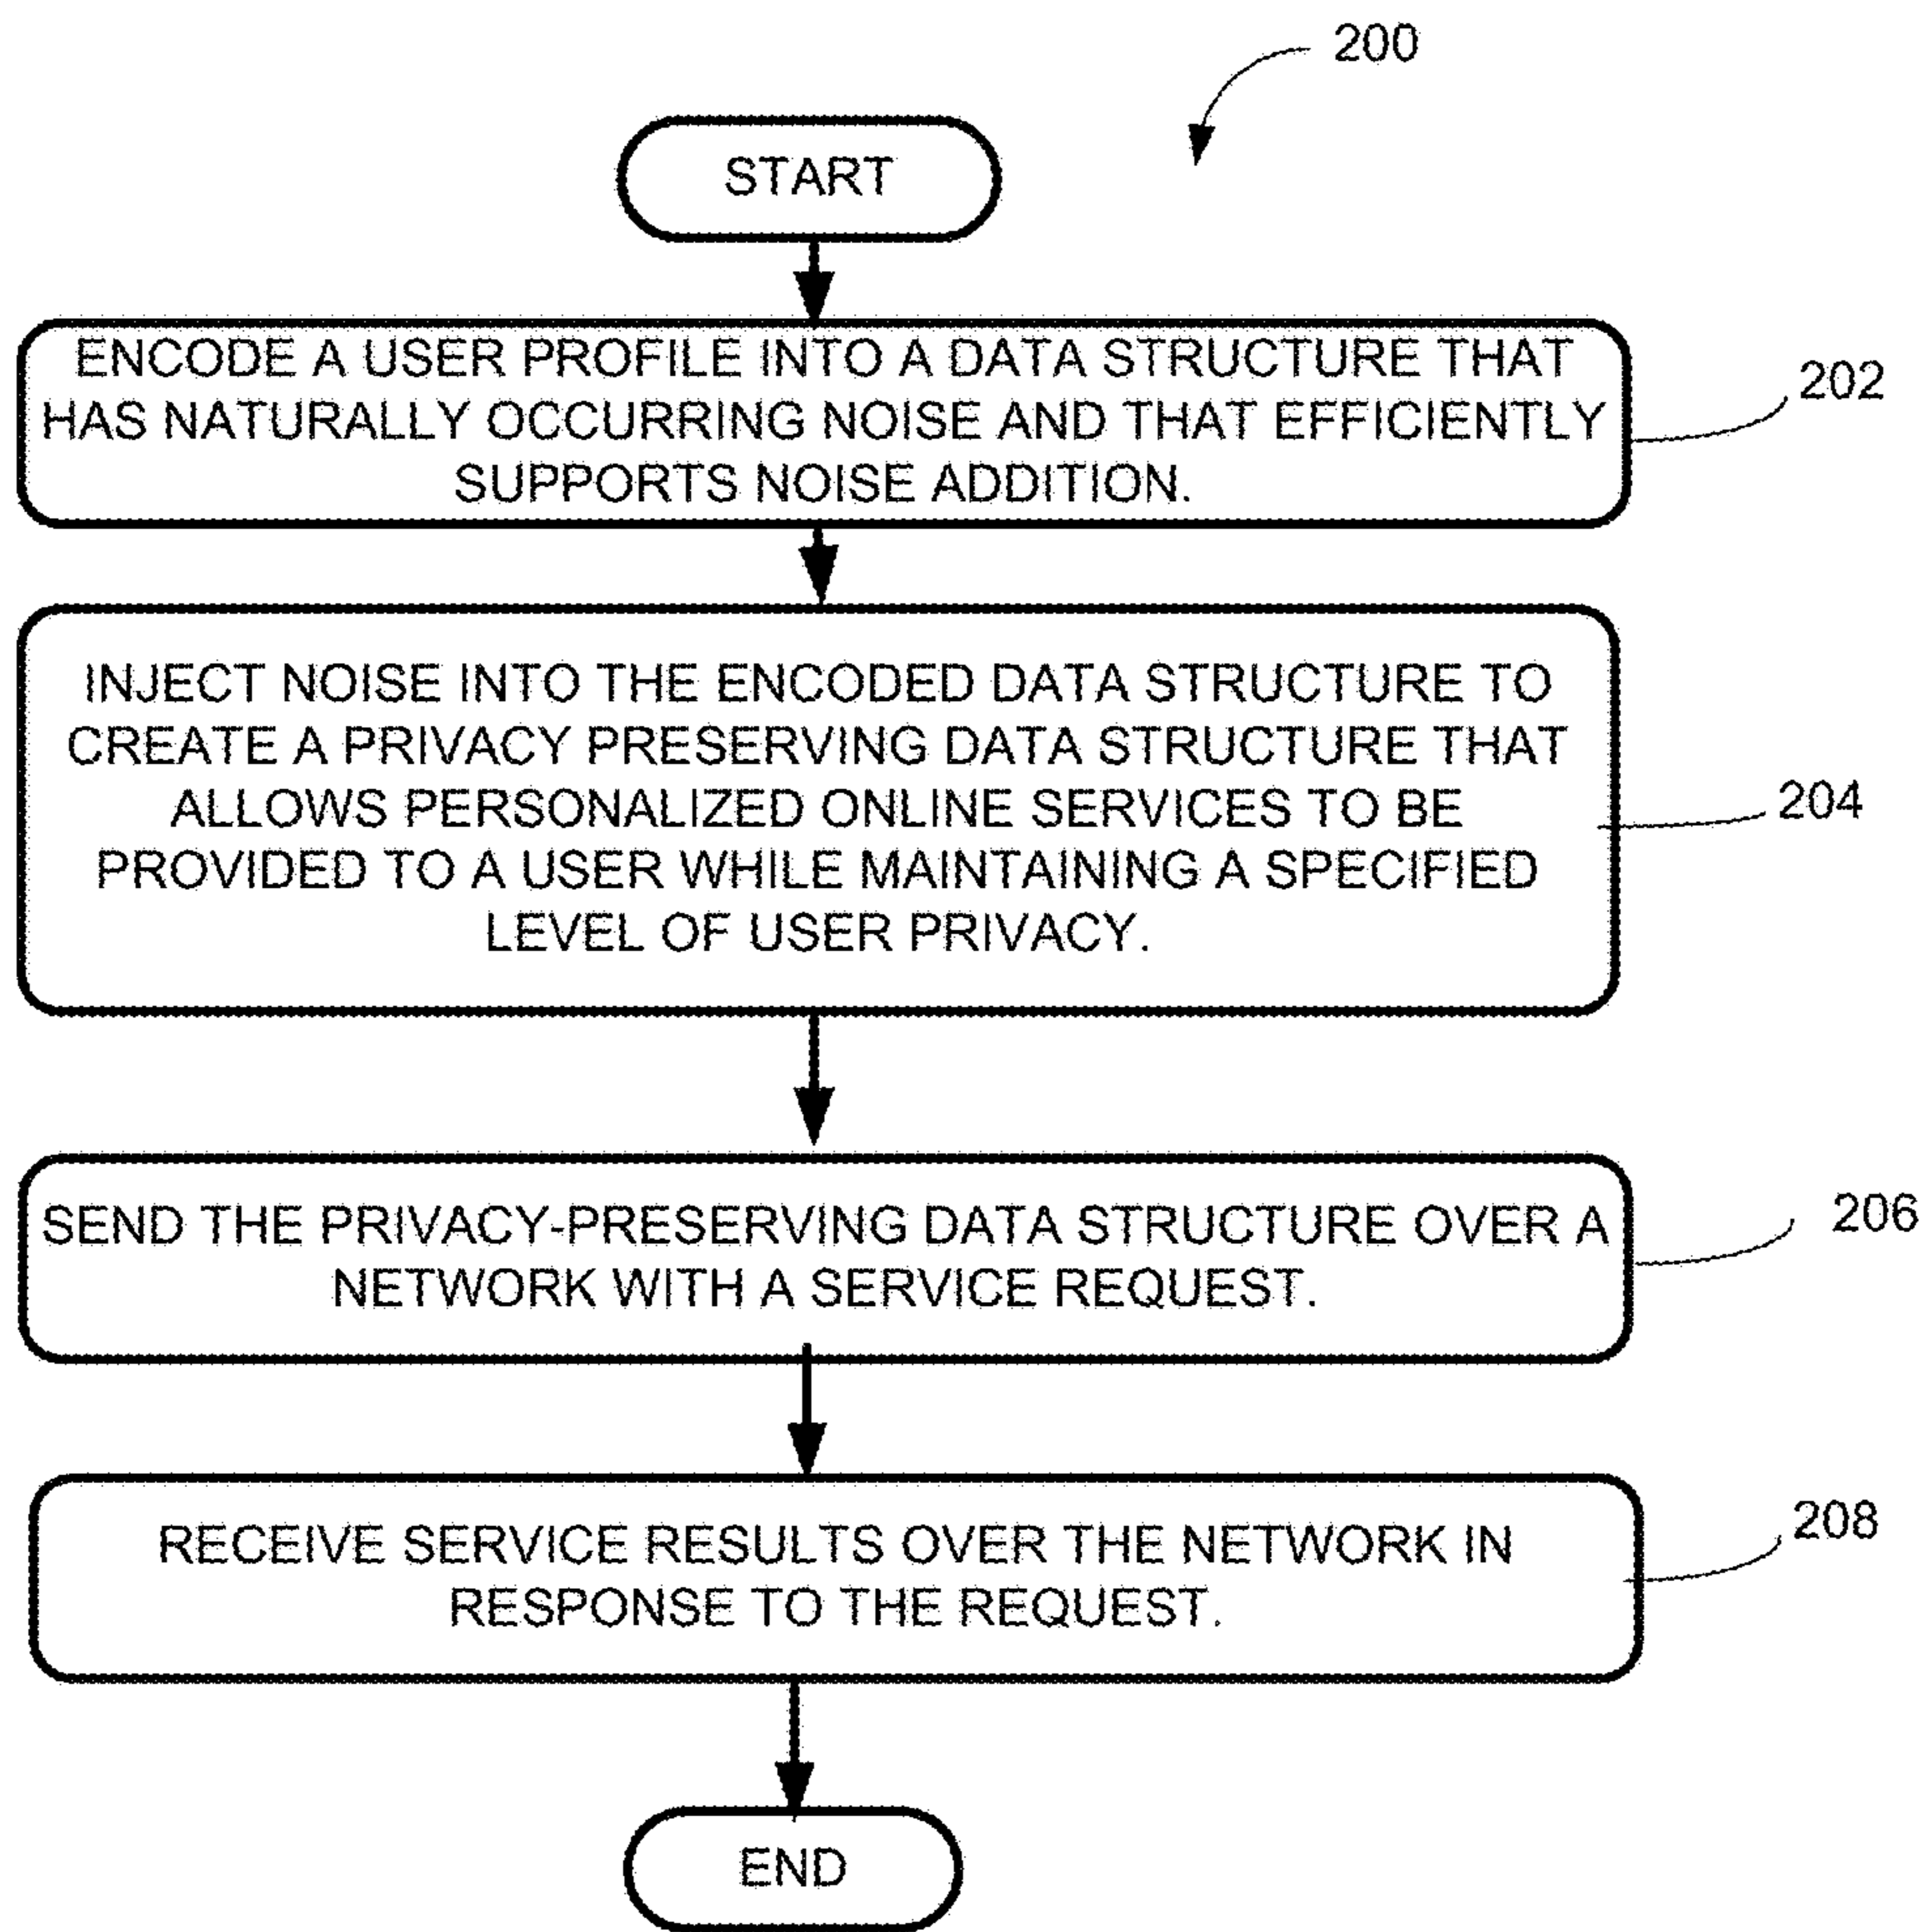 200
START
ENCODE A USER PROFILE INTO A DATA STRUCTURE THAT
HAS NATURALLY OCCURRING NOISE AND THAT EFFICIENTLY
SUPPORTS NOISE ADDITION.
202
INJECT NOISE INTO THE ENCODED DATA STRUCTURE TO
CREATE A PRIVACY PRESERVING DATA STRUCTURE THAT
ALLOWS PERSONALIZED ONLINE SERVICES TO BE
PROVIDED TO A USER WHILE MAINTAINING A SPECIFIED
LEVEL OF USER PRIVACY.
204
SEND THE PRIVACY-PRESERVING DATA STRUCTURE OVER A
NETWORK WITH A SERVICE REQUEST.
206
RECEIVE SERVICE RESULTS OVER THE NETWORK IN
RESPONSE TO THE REQUEST.
208
END